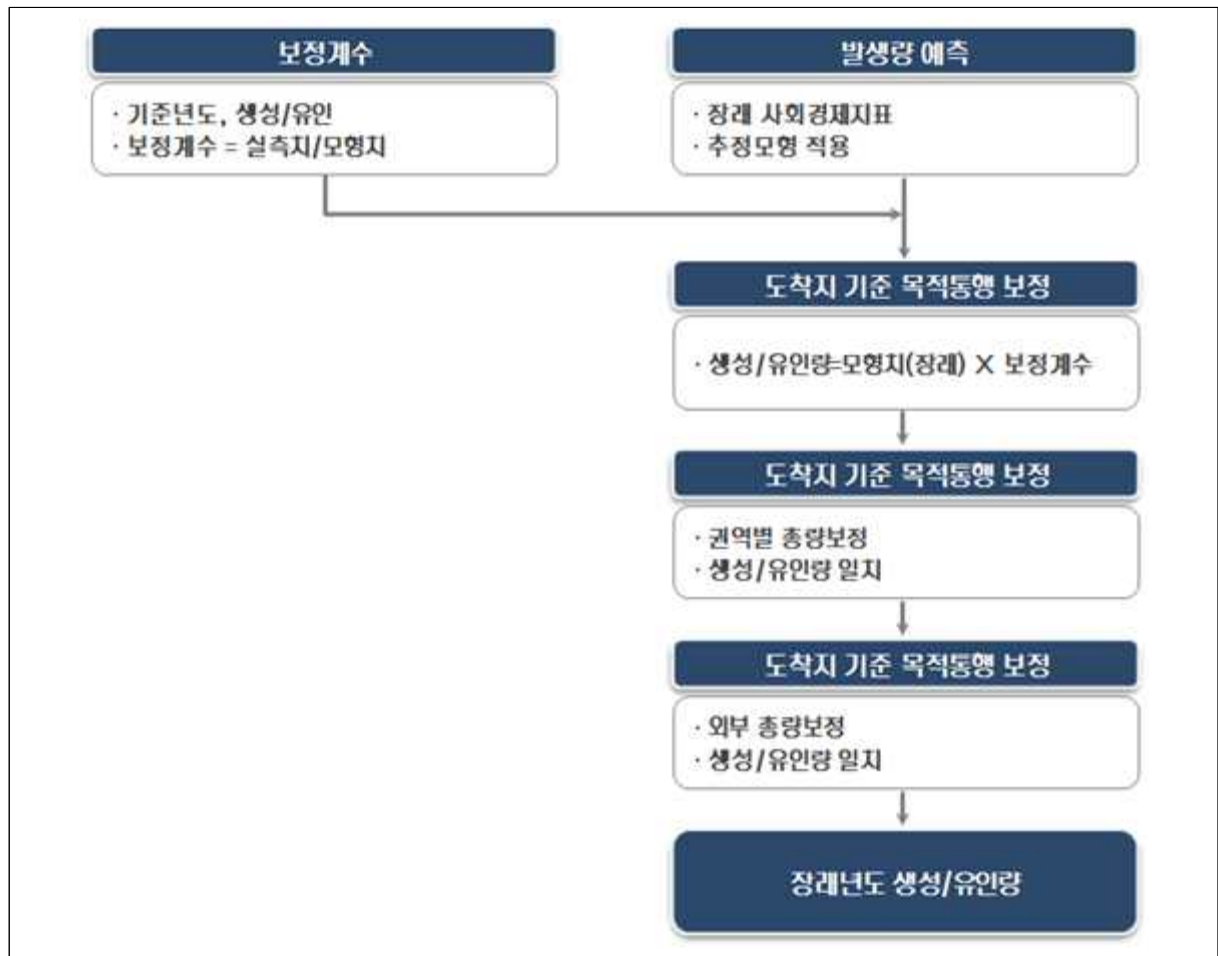 보정계수
· 기준년도, 생성/유인
· 보정계수 = 실측치/모형치
발생량 예측
· 장래 사회경제지표
· 추정모형 적용
도착지 기준 목적통행 보정
· 생성/유인량=모형치(장래) X 보정계수
도착지 기준 목적통행 보정
· 권역별 총량보정
· 생성/유인량 일치
도착지 기준 목적통행 보정
· 외부 총량보정
· 생성/유인량 일치
장래년도 생성/유인량